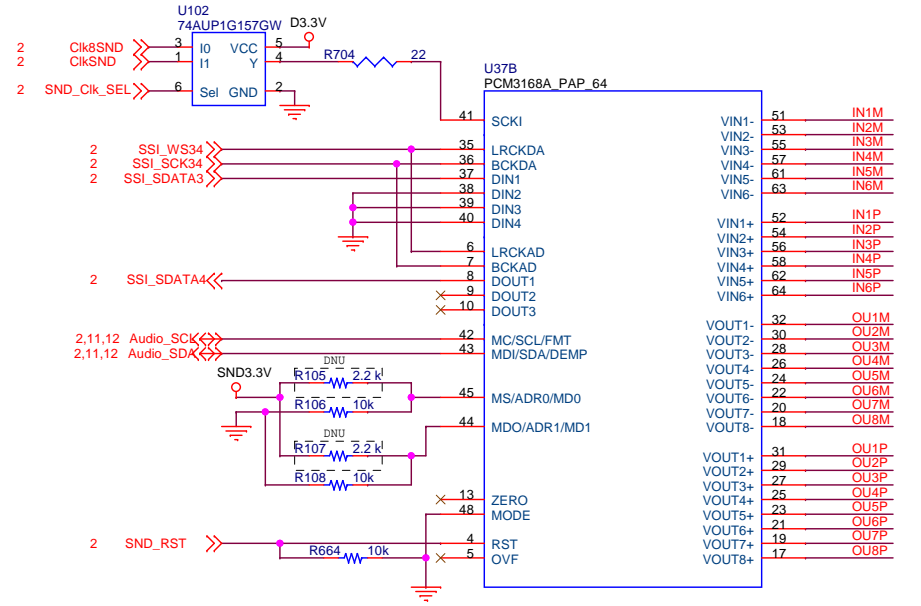 U102
74AUP1G157GW
D3.3V
2 Clk8SND 3 I0 VCC 5
2 ClkSND 1 I1 Y 4 R704 22
2 SND_Clk_SEL 6 Sel GND 2
U37B
PCM3168A_PAP_64
41 SCKI VIN1- 51 IN1M
VIN2- 53 IN2M
2 SSI_WS34 35 LRCKDA VIN3- 55 IN3M
2 SSI_SCK34 36 BCKDA VIN4- 57 IN4M
2 SSI_SDATA3 37 DIN1 VIN5- 61 IN5M
38 DIN2 VIN6- 63 IN6M
39 DIN3
40 DIN4 VIN1+ 52 IN1P
VIN2+ 54 IN2P
6 LRCKAD VIN3+ 56 IN3P
7 BCKAD VIN4+ 58 IN4P
2 SSI_SDATA4 8 DOUT1 VIN5+ 62 IN5P
9 DOUT2 VIN6+ 64 IN6P
10 DOUT3
VOUT1- 32 OU1M
2,11,12 Audio_SCL 42 MC/SCL/FMT VOUT2- 30 OU2M
2,11,12 Audio_SDA 43 MDI/SDA/DEMP VOUT3- 28 OU3M
DNU VOUT4- 26 OU4M
SND3.3V R105 2.2 k VOUT5- 24 OU5M
45 MS/ADR0/MD0 VOUT6- 22 OU6M
R106 10k VOUT7- 20 OU7M
44 MDO/ADR1/MD1 VOUT8- 18 OU8M
DNU
R107 2.2 k VOUT1+ 31 OU1P
VOUT2+ 29 OU2P
R108 10k VOUT3+ 27 OU3P
13 ZERO VOUT4+ 25 OU4P
48 MODE VOUT5+ 23 OU5P
VOUT6+ 21 OU6P
2 SND_RST 4 RST VOUT7+ 19 OU7P
R664 10k 5 OVF VOUT8+ 17 OU8P